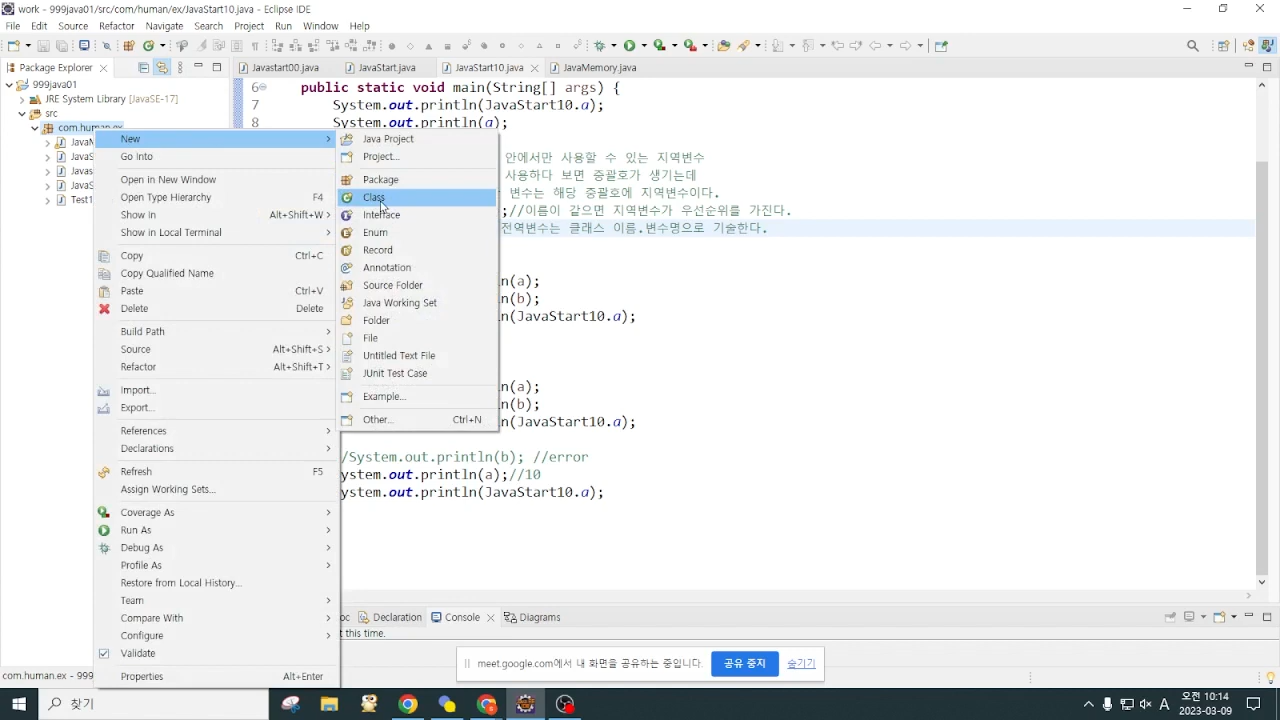 work - 999java01/src/com/human/ex/JavaStart10.java - Eclipse IDE
File Edit Source Refactor Navigate Search Project Run Window Help
Package Explorer
Javastart00.java JavaStart.java JavaStart10.java JavaMemory.java
999java01
JRE System Library [JavaSE-17]
src
com.human.ex
JavaS
Javas
JavaS
Test1
6 public static void main(String[] args) {
7 System.out.println(JavaStart10.a);
8 System.out.println(a);
안에서만 사용할 수 있는 지역변수
사용하다 보면 중괄호가 생기는데
변수는 해당 중괄호에 지역변수이다.
;//이름이 같으면 지역변수가 우선순위를 가진다.
전역변수는 클래스 이름.변수명으로 기술한다.
n(a);
n(b);
n(JavaStart10.a);
n(a);
n(b);
n(JavaStart10.a);
/System.out.println(b); //error
ystem.out.println(a);//10
ystem.out.println(JavaStart10.a);
New
Go Into
Open in New Window
Open Type Hierarchy F4
Show In Alt+Shift+W
Show in Local Terminal
Copy Ctrl+C
Copy Qualified Name
Paste Ctrl+V
Delete Delete
Build Path
Source Alt+Shift+S
Refactor Alt+Shift+T
Import...
Export...
References
Declarations
Refresh F5
Assign Working Sets...
Coverage As
Run As
Debug As
Profile As
Restore from Local History...
Team
Compare With
Configure
Validate
Properties Alt+Enter
Java Project
Project...
Package
Class
Interface
Enum
Record
Annotation
Source Folder
Java Working Set
Folder
File
Untitled Text File
JUnit Test Case
Example...
Other... Ctrl+N
oc Declaration Console Diagrams
t this time.
meet.google.com에서 내 화면을 공유하는 중입니다. 공유 중지 숨기기
com.human.ex - 999
찾기
A 오전 10:14
2023-03-09